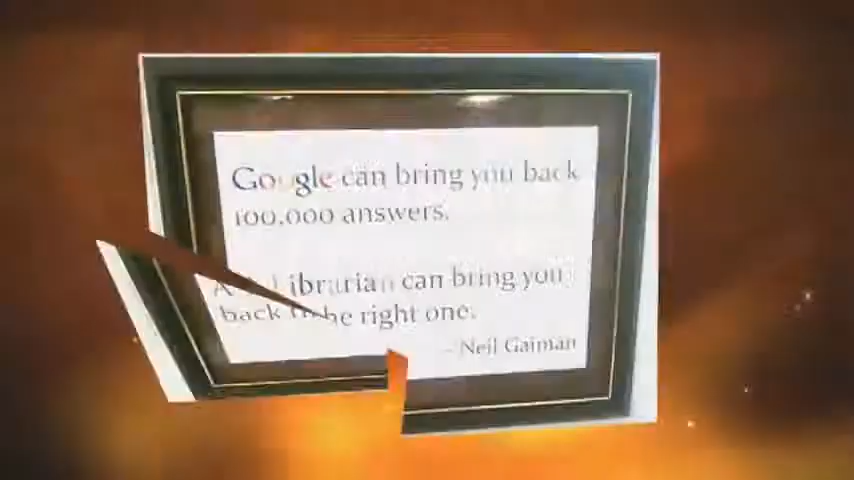 Google can bring you back
100,000 answers.
A Librarian can bring you
back the right one.
- Neil Gaiman